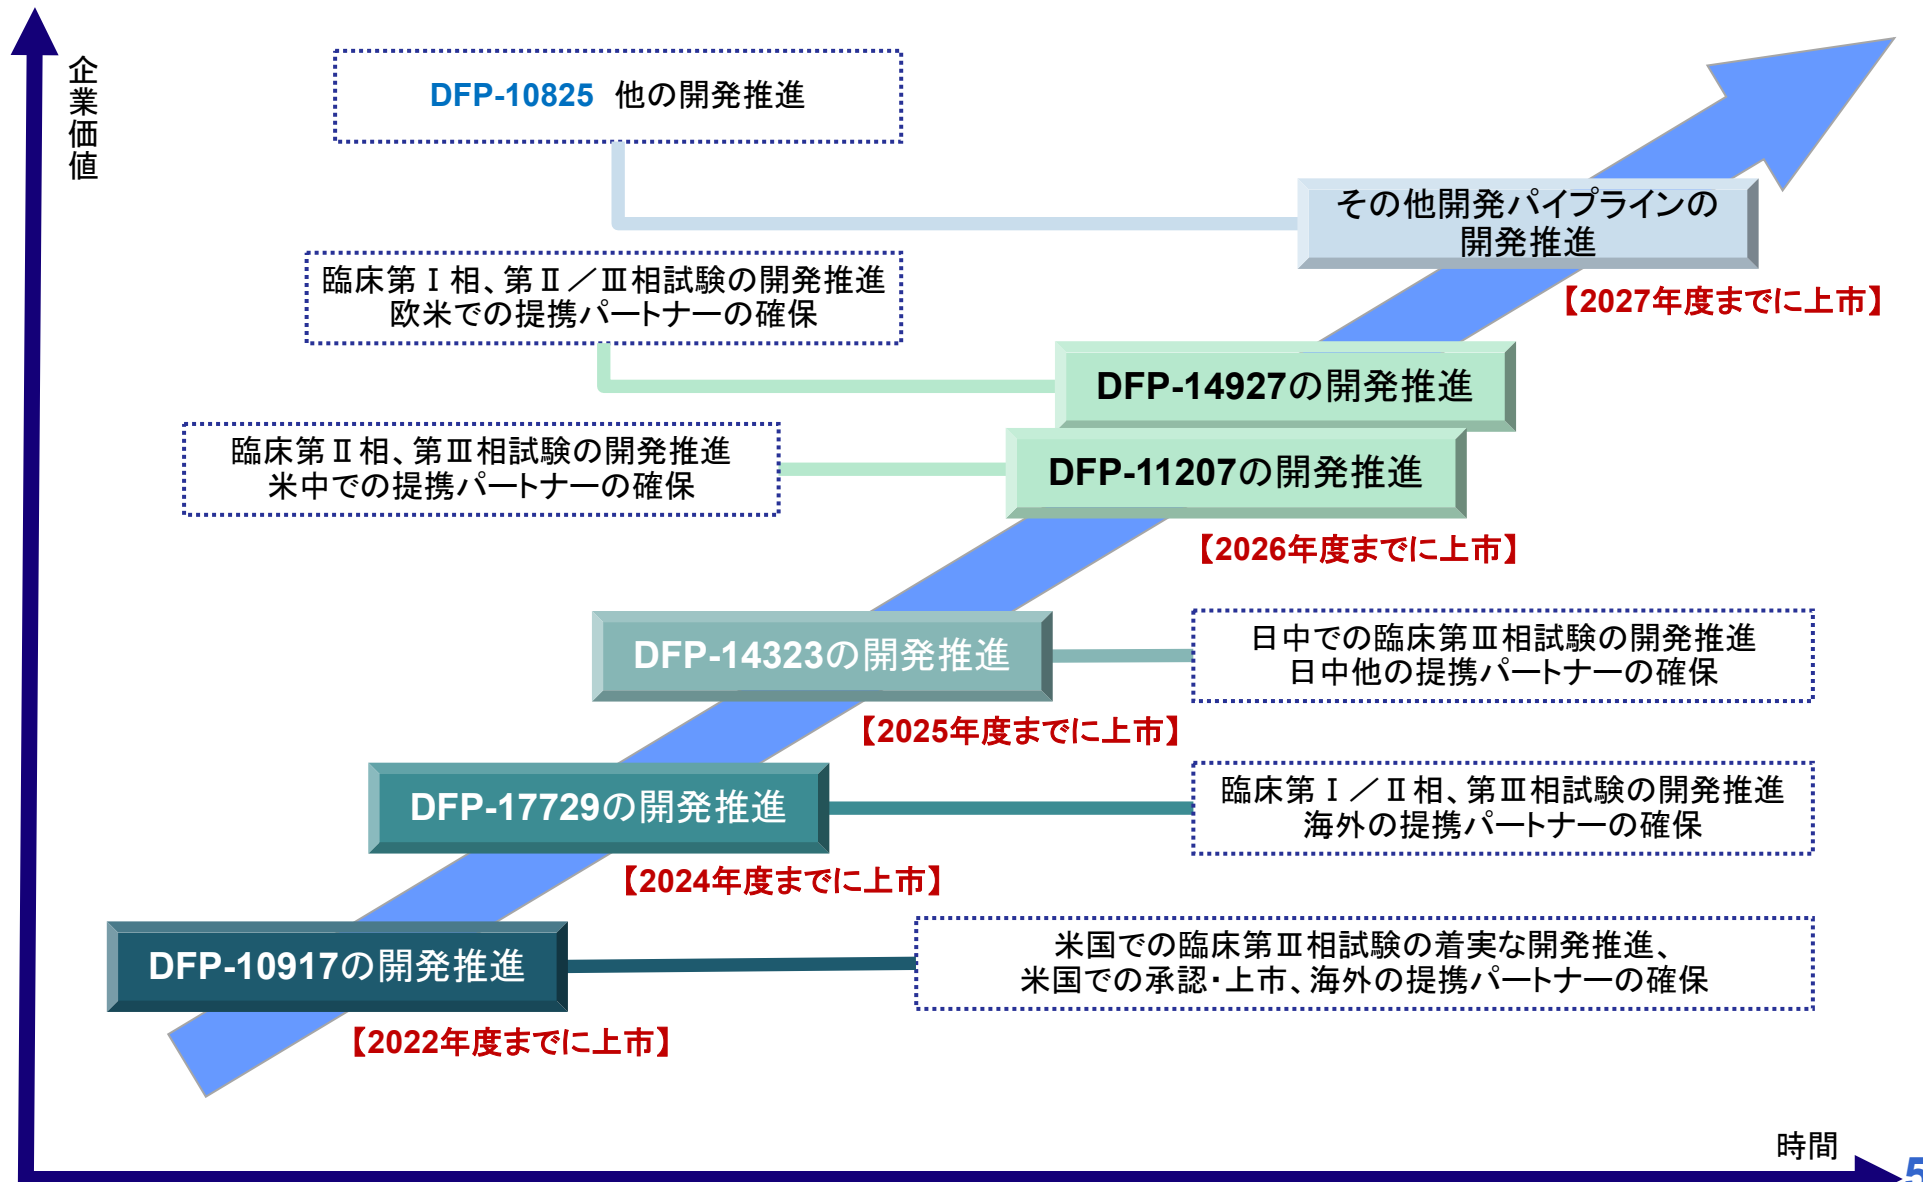 企業価値
DFP-10825 他の開発推進
その他開発パイプラインの
開発推進
【2027年度までに上市】
臨床第Ⅰ相、第Ⅱ／Ⅲ相試験の開発推進
欧米での提携パートナーの確保
DFP-14927の開発推進
臨床第Ⅱ相、第Ⅲ相試験の開発推進
米中での提携パートナーの確保
DFP-11207の開発推進
【2026年度までに上市】
DFP-14323の開発推進
日中での臨床第Ⅲ相試験の開発推進
日中他の提携パートナーの確保
【2025年度までに上市】
DFP-17729の開発推進
臨床第Ⅰ／Ⅱ相、第Ⅲ相試験の開発推進
海外の提携パートナーの確保
【2024年度までに上市】
DFP-10917の開発推進
米国での臨床第Ⅲ相試験の着実な開発推進、
米国での承認・上市、海外の提携パートナーの確保
【2022年度までに上市】
時間
5